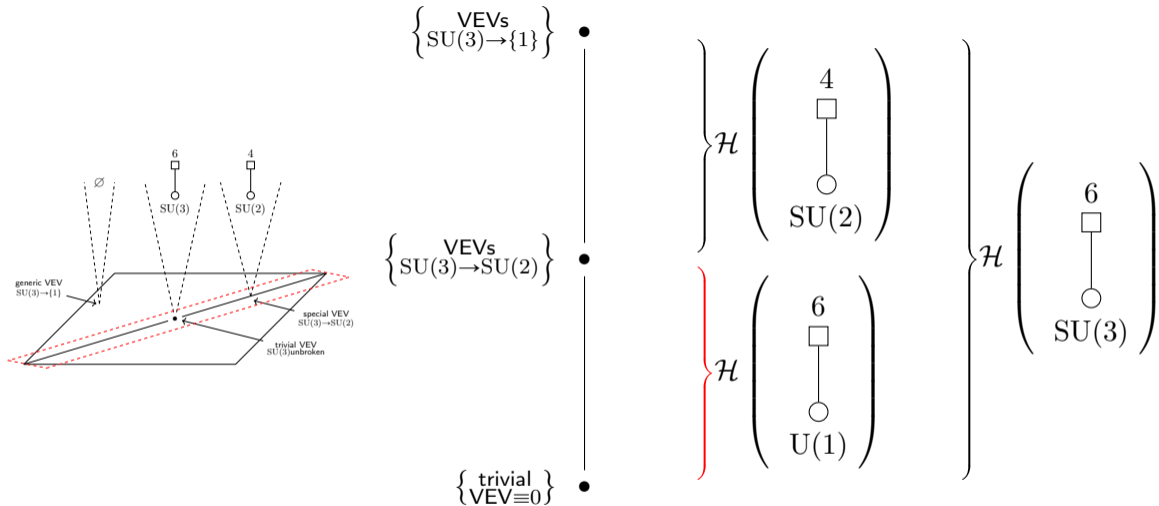 ∅
6
SU(3)
4
SU(2)
generic VEV
SU(3)→{1}
special VEV
SU(3)→SU(2)
trivial VEV
SU(3)unbroken
{ VEVs
SU(3)→{1} }
{ VEVs
SU(3)→SU(2) }
{ trivial
VEV≡0 }
ℋ ( 4
SU(2) )
ℋ ( 6
U(1) )
ℋ ( 6
SU(3) )